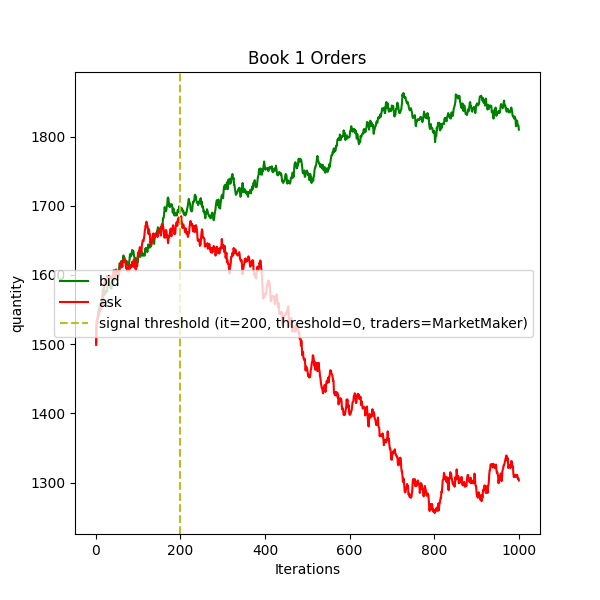 Book 1 Orders
quantity
1800
1700
1600
1500
1400
1300
bid
ask
signal threshold (it=200, threshold=0, traders=MarketMaker)
0 200 400 600 800 1000
Iterations